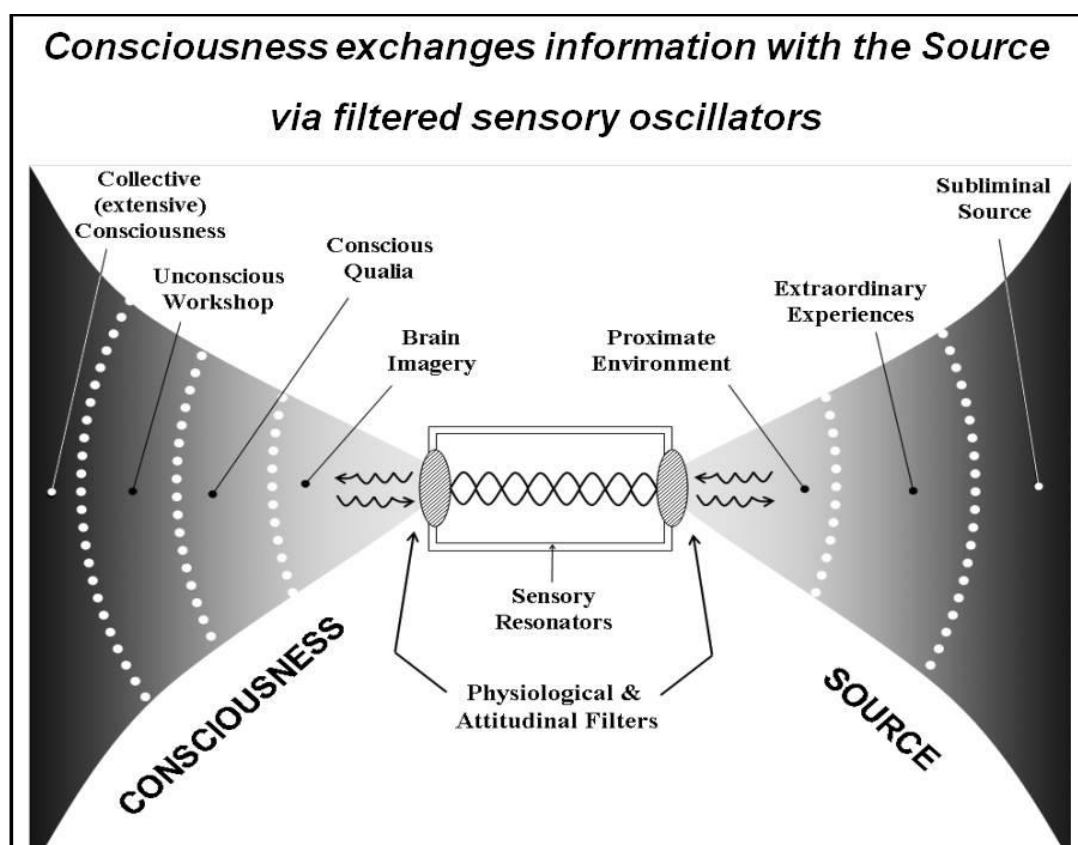 Consciousness exchanges information with the Source
via filtered sensory oscillators
Collective
(extensive)
Consciousness
Unconscious
Workshop
Conscious
Qualia
Brain
Imagery
Proximate
Environment
Extraordinary
Experiences
Subliminal
Source
Sensory
Resonators
Physiological &
Attitudinal Filters
CONSCIOUSNESS
SOURCE